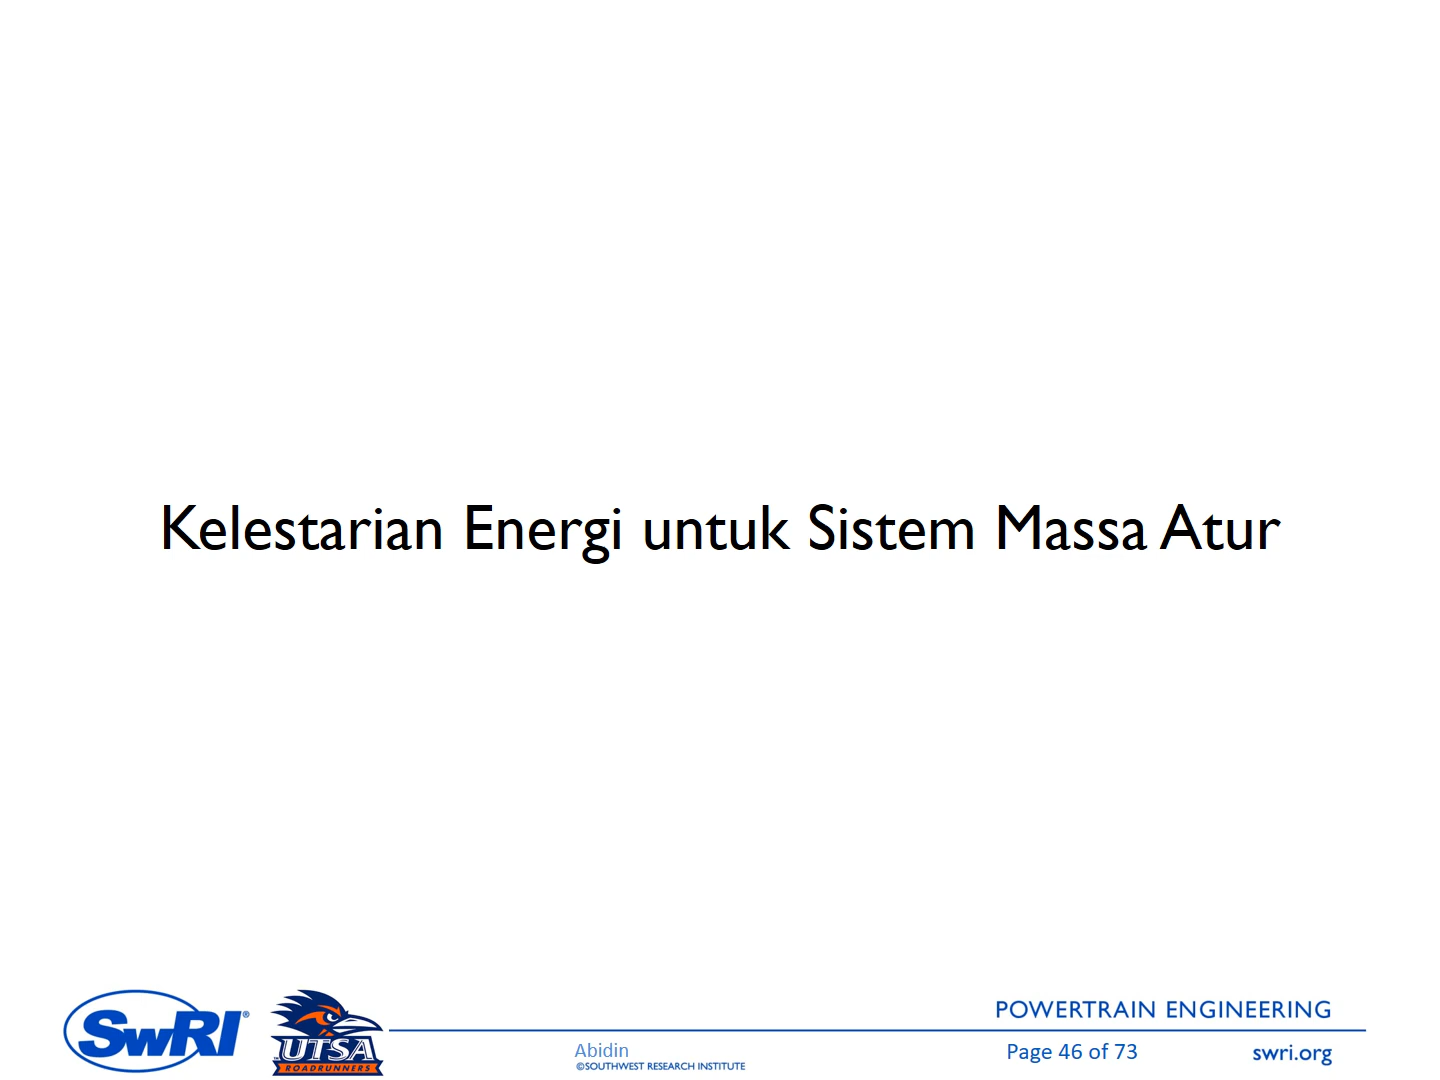 Kelestarian Energi untuk Sistem Massa Atur
SwRI®
UTSA
ROADRUNNERS
Abidin
©SOUTHWEST RESEARCH INSTITUTE
POWERTRAIN ENGINEERING
Page 46 of 73
swri.org